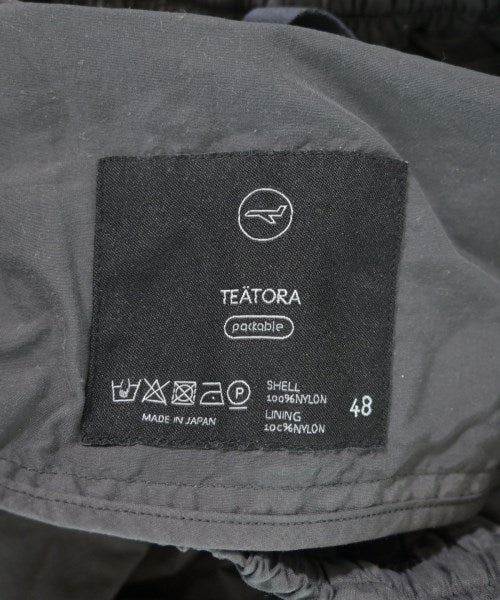 TEÄTORA
packable
SHELL
100%NYLON
LINING
100%NYLON
48
P
MADE IN JAPAN